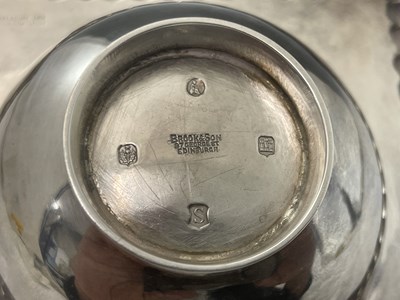 BROOK & SON
87 GEORGE ST
EDINBURGH
S